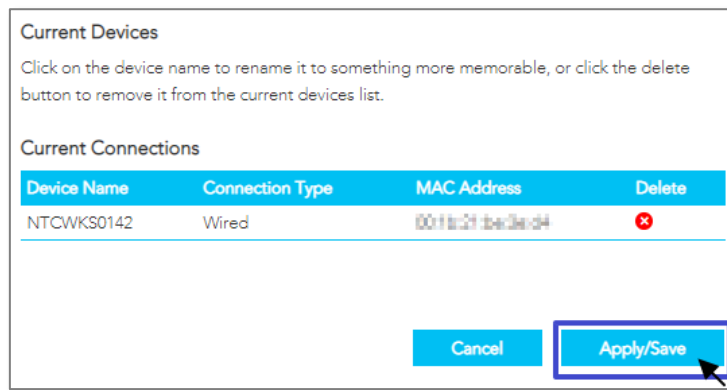 Current Devices
Click on the device name to rename it to something more memorable, or click the delete
button to remove it from the current devices list.
Current Connections
Device Name Connection Type MAC Address Delete
NTCWKS0142 Wired
Cancel Apply/Save